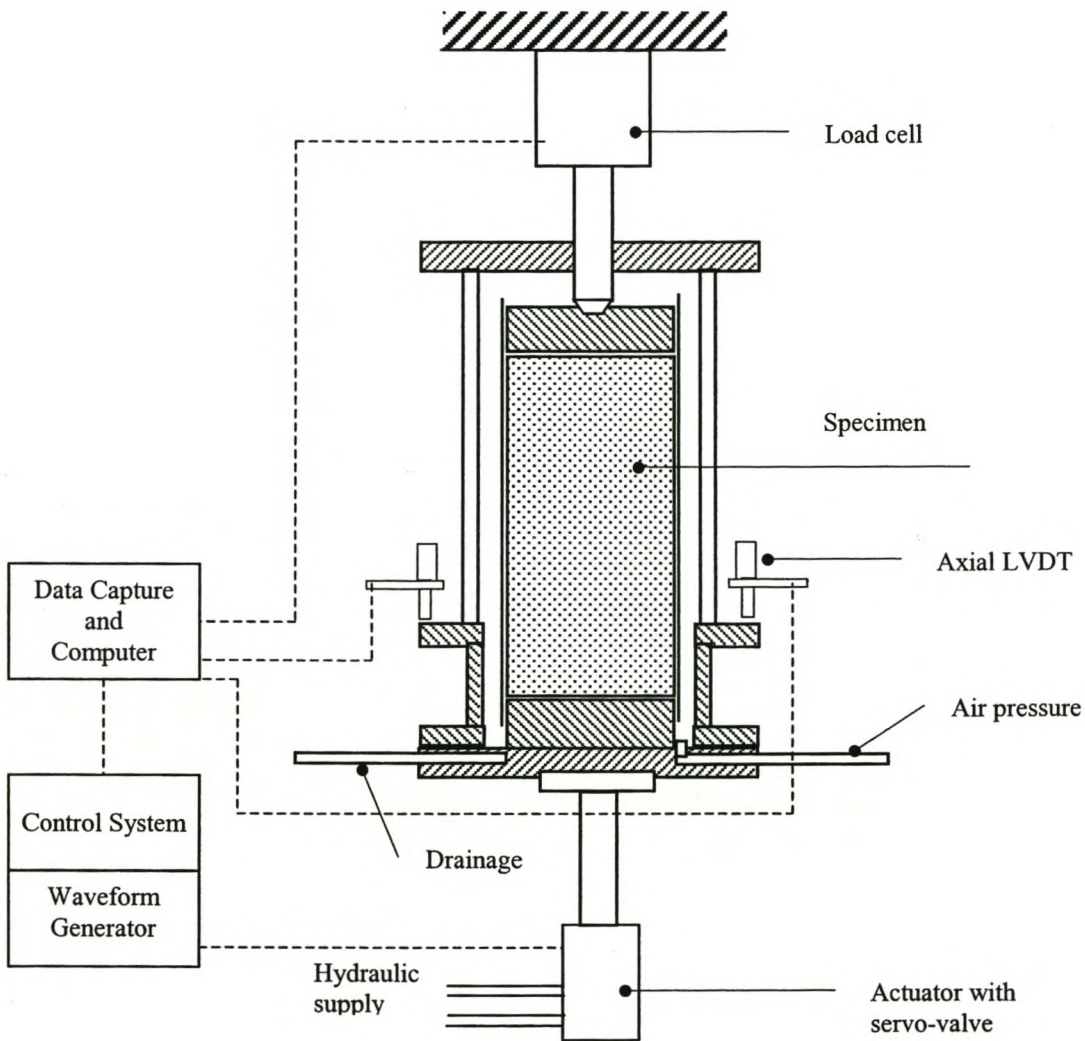 Load cell
Specimen
Axial LVDT
Data Capture
and
Computer
Air pressure
Control System
Drainage
Waveform
Generator
Hydraulic
supply
Actuator with
servo-valve